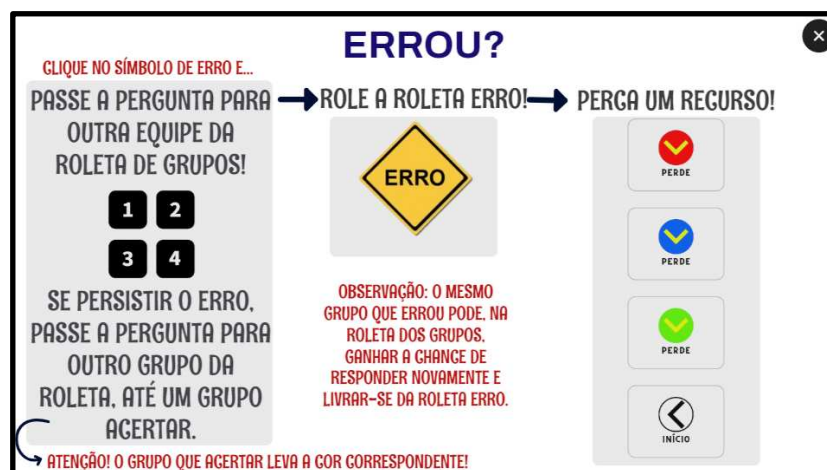 ERROU?
CLIQUE NO SÍMBOLO DE ERRO E...
PASSE A PERGUNTA PARA
OUTRA EQUIPE DA
ROLETA DE GRUPOS!
1 2
3 4
SE PERSISTIR O ERRO,
PASSE A PERGUNTA PARA
OUTRO GRUPO DA
ROLETA, ATÉ UM GRUPO
ACERTAR.
ATENÇÃO! O GRUPO QUE ACERTAR LEVA A COR CORRESPONDENTE!
ROLE A ROLETA ERRO!
ERRO
OBSERVAÇÃO: O MESMO
GRUPO QUE ERROU PODE, NA
ROLETA DOS GRUPOS,
GANHAR A CHANCE DE
RESPONDER NOVAMENTE E
LIVRAR-SE DA ROLETA ERRO.
PERCA UM RECURSO!
PERDE
PERDE
PERDE
INÍCIO